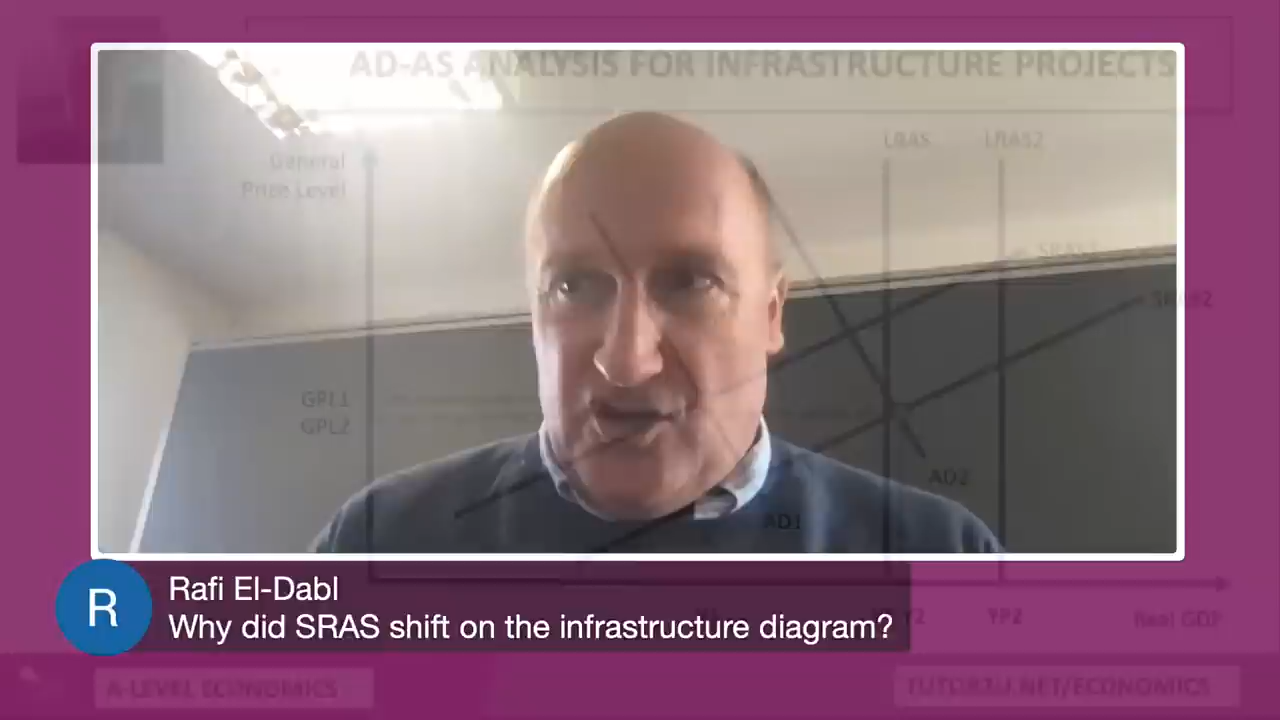 AD-AS ANALYSIS FOR INFRASTRUCTURE PROJECTS
LRAS LRAS2
General
Price Level
SRAS2
GPL1
GPL2
AD2
AD1
Rafi El-Dabl
R
Why did SRAS shift on the infrastructure diagram?
YP2
Real GDP
A-LEVEL ECONOMICS
TUTOR2U.NET/ECONOMICS